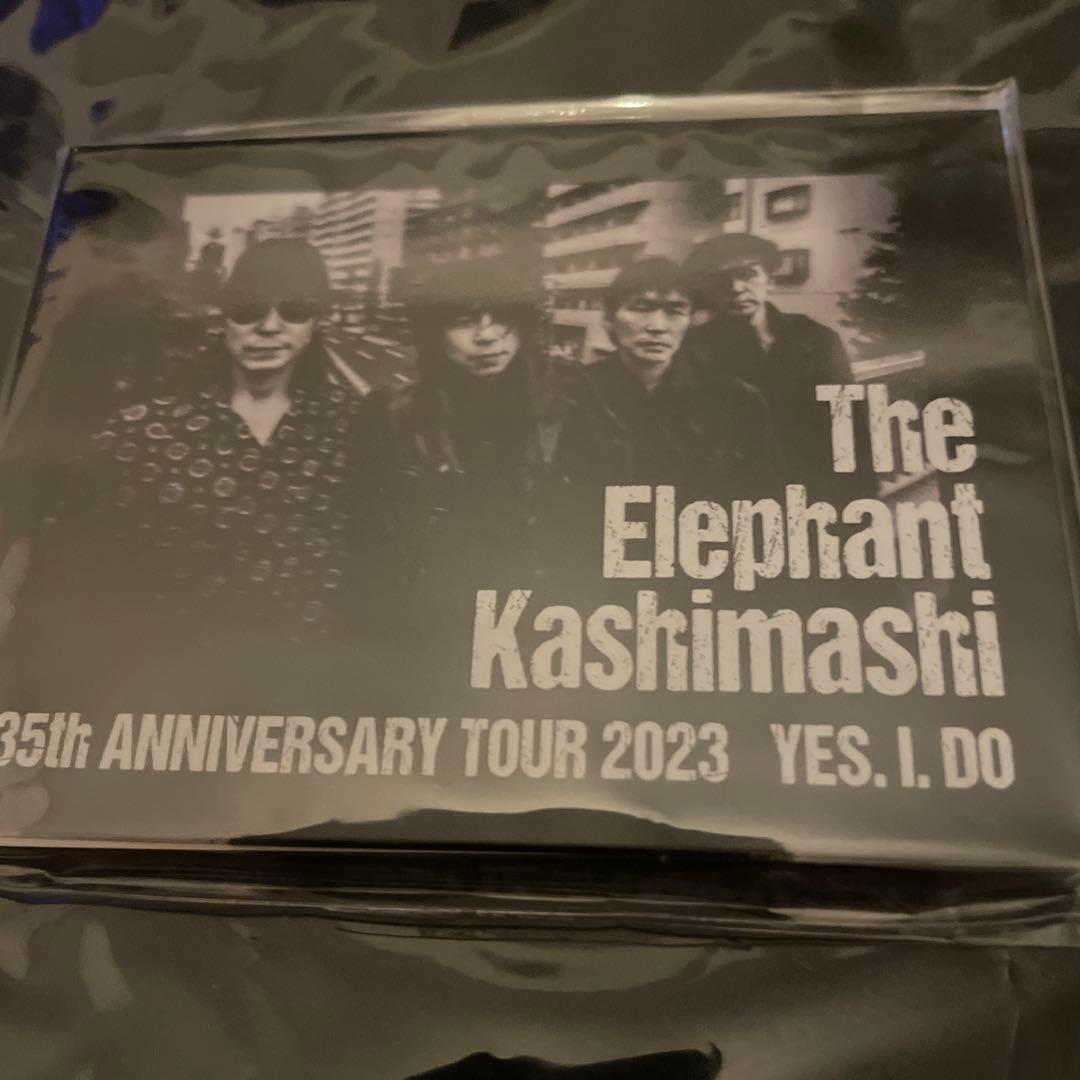 The
Elephant
Kashimashi
35th ANNIVERSARY TOUR 2023 YES. I. DO